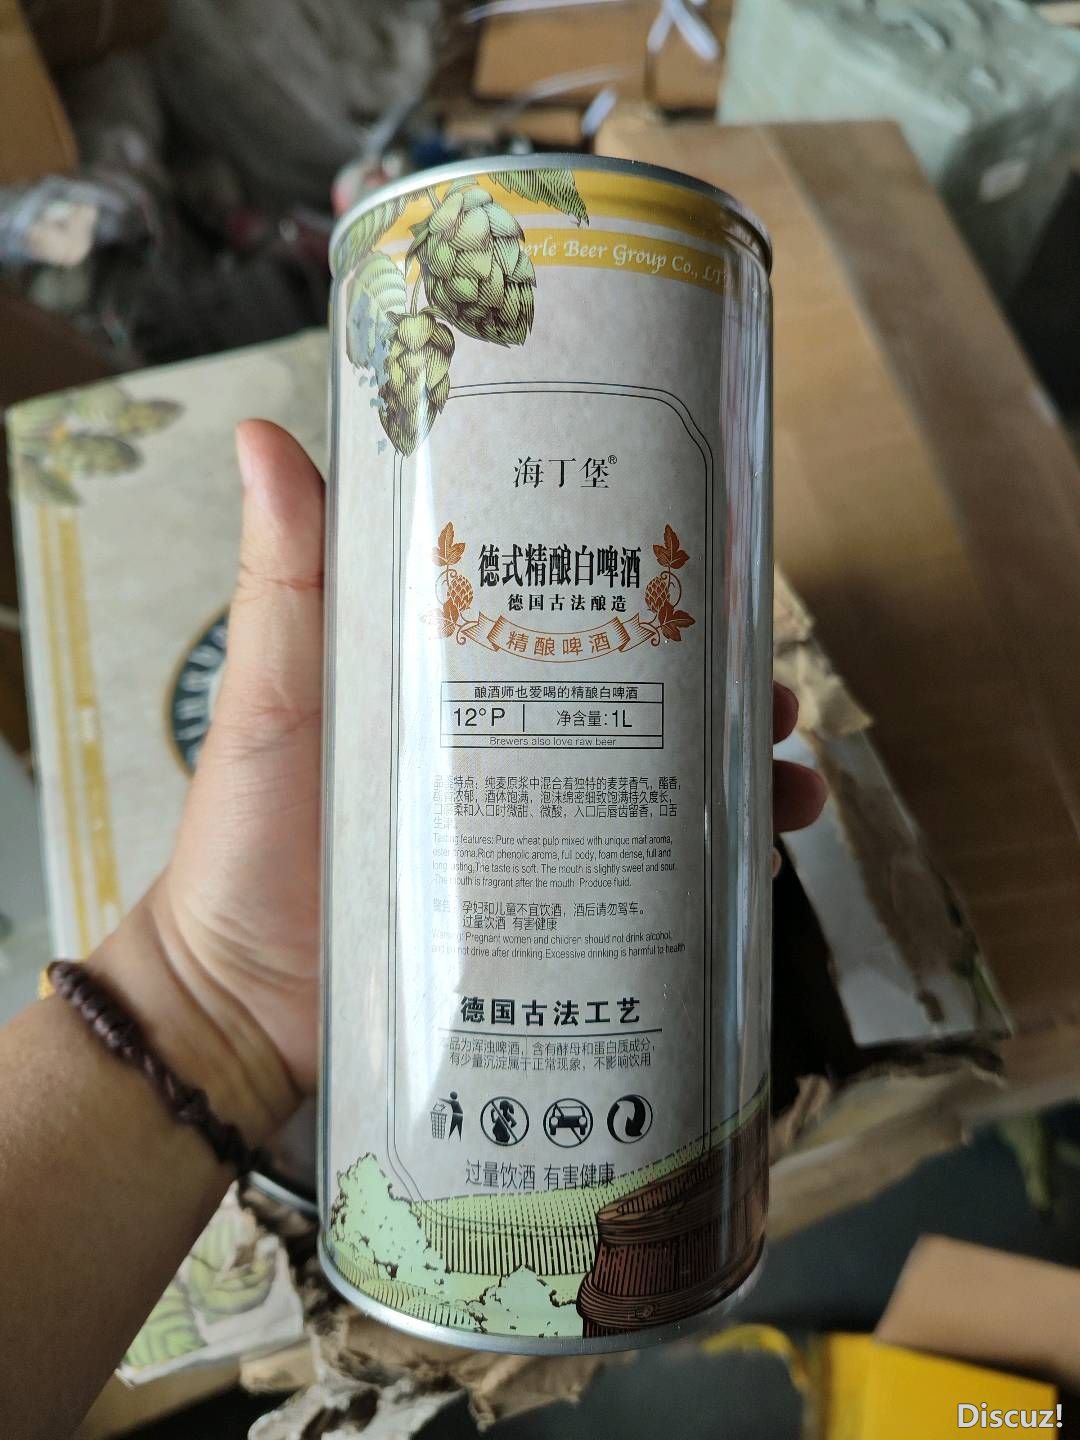 Beer Group Co.,
海丁堡®
德式精酿白啤酒
德国古法酿造
精酿啤酒
酿酒师也爱喝的精酿白啤酒
12°P | 净含量:1L
Brewers also love raw beer
特点：纯麦原浆中混合着独特的麦芽香气，酯香，
浓郁，酒体饱满，泡沫绵密细致饱满持久度长，
柔和入口时微甜、微酸，入口后唇齿留香，口舌
生津。
features: Pure wheat pulp mixed with unique malt aroma,
aroma.Rich phenolic aroma, full body, foam dense, full and
The taste is soft. The mouth is slightly sweet and sour.
The mouth is fragrant after the mouth Produce fluid.
孕妇和儿童不宜饮酒，酒后请勿驾车。
过量饮酒 有害健康
Pregnant women and children should not drink alcohol,
not drive after drinking.Excessive drinking is harmful to health
德国古法工艺
品为浑浊啤酒，含有酵母和蛋白质成分，
有少量沉淀属于正常现象，不影响饮用
过量饮酒 有害健康
Discuz!